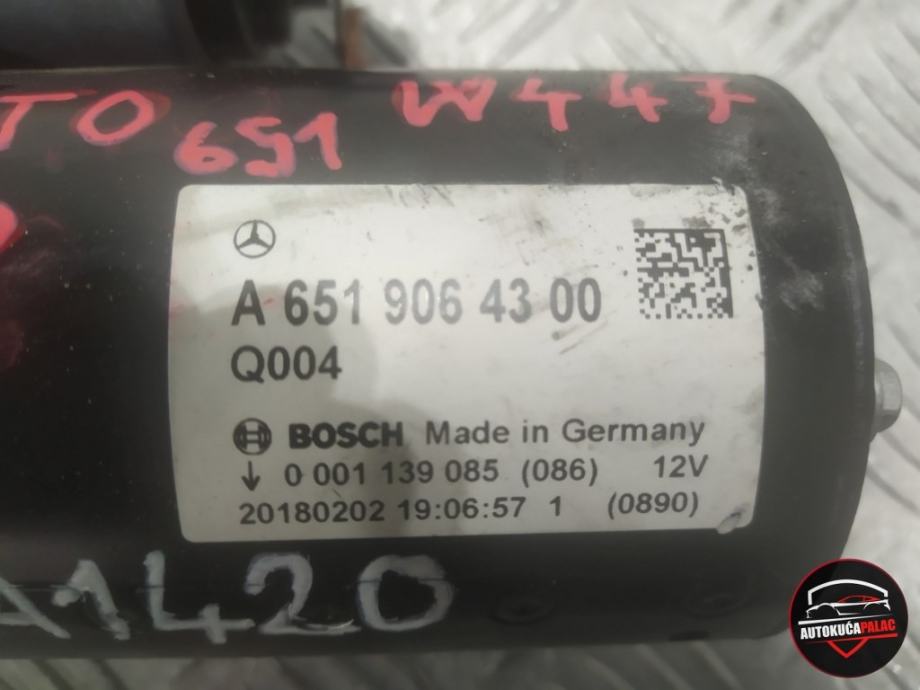 TO 651 W447
A 651 906 43 00
Q004
BOSCH Made in Germany
0 001 139 085 (086) 12V
20180202 19:06:57 1 (0890)
A1420
AUTOKUĆAPALAC